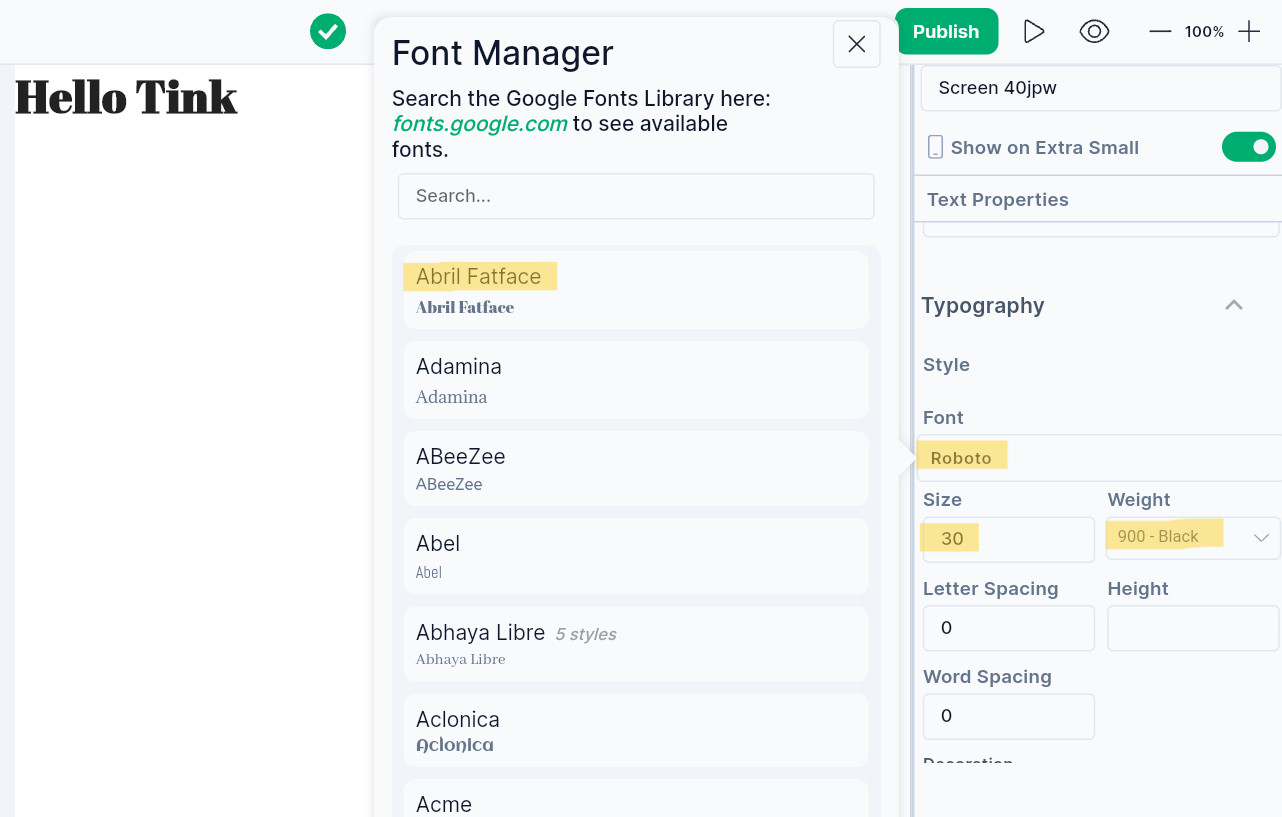 Publish
100%
Hello Tink
Font Manager
Search the Google Fonts Library here:
fonts.google.com to see available
fonts.
Search...
Abril Fatface
Abril Fatface
Adamina
Adamina
ABeeZee
ABeeZee
Abel
Abel
Abhaya Libre 5 styles
Abhaya Libre
Aclonica
Aclonica
Acme
Screen 40jpw
Show on Extra Small
Text Properties
Typography
Style
Font
Roboto
Size Weight
30 900 - Black
Letter Spacing Height
0
Word Spacing
0
Decoration